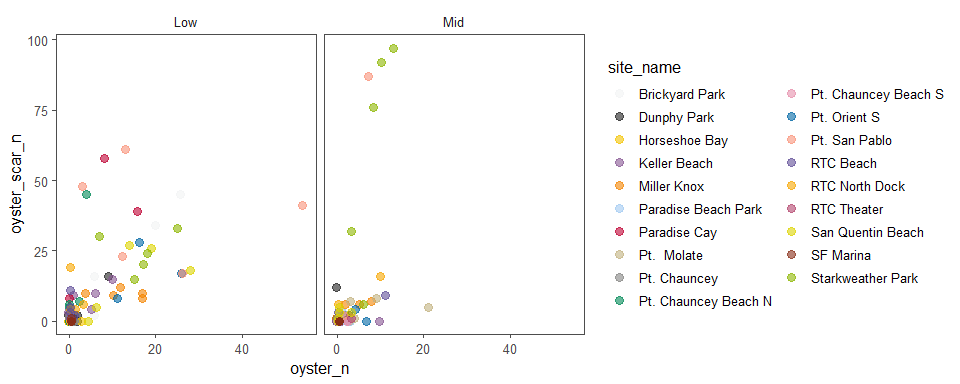 Low Mid
100
75
50
25
0
oyster_scar_n
0 20 40 0 20 40
oyster_n
site_name
Brickyard Park
Dunphy Park
Horseshoe Bay
Keller Beach
Miller Knox
Paradise Beach Park
Paradise Cay
Pt.  Molate
Pt. Chauncey
Pt. Chauncey Beach N
Pt. Chauncey Beach S
Pt. Orient S
Pt. San Pablo
RTC Beach
RTC North Dock
RTC Theater
San Quentin Beach
SF Marina
Starkweather Park